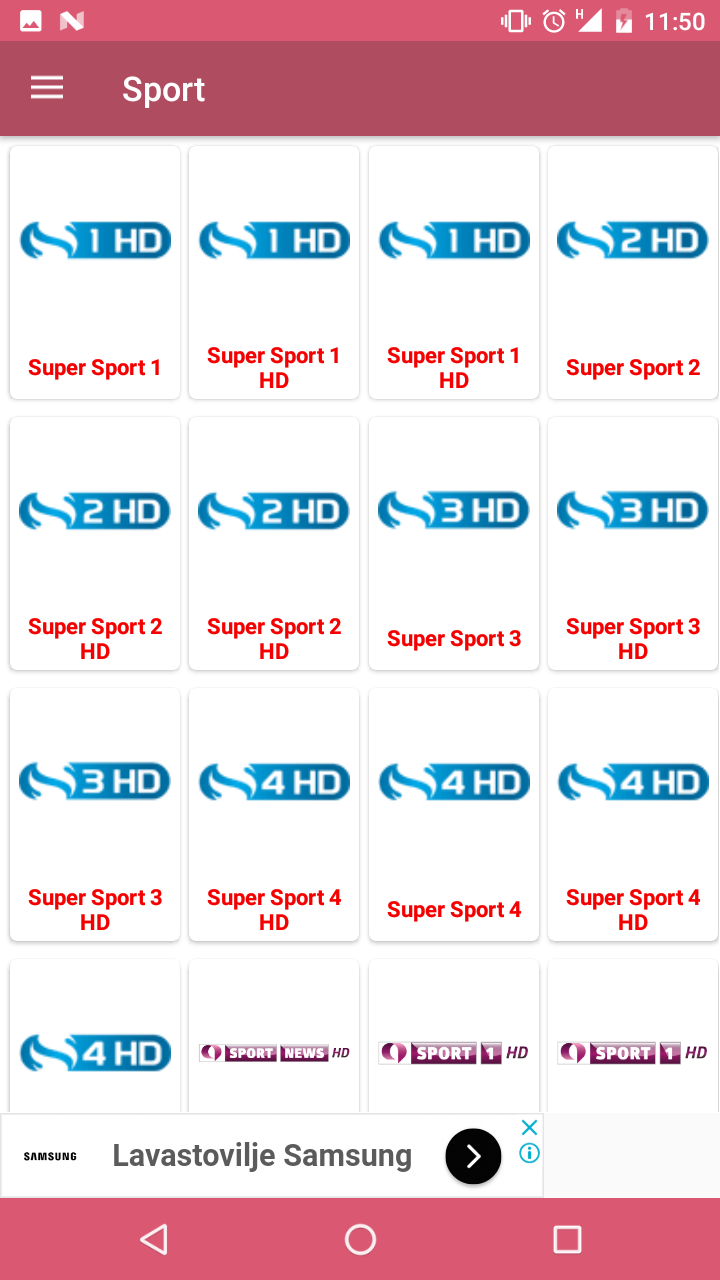 H 11:50
Sport
1 HD 1 HD 1 HD 2 HD
Super Sport 1
Super Sport 1
HD
Super Sport 1
HD
Super Sport 2
2 HD 2 HD 3 HD 3 HD
Super Sport 2
HD
Super Sport 2
HD
Super Sport 3
Super Sport 3
HD
3 HD 4 HD 4 HD 4 HD
Super Sport 3
HD
Super Sport 4
HD
Super Sport 4
Super Sport 4
HD
4 HD
SPORT NEWS HD
SPORT 1 HD
SPORT 1 HD
SAMSUNG
Lavastovilje Samsung